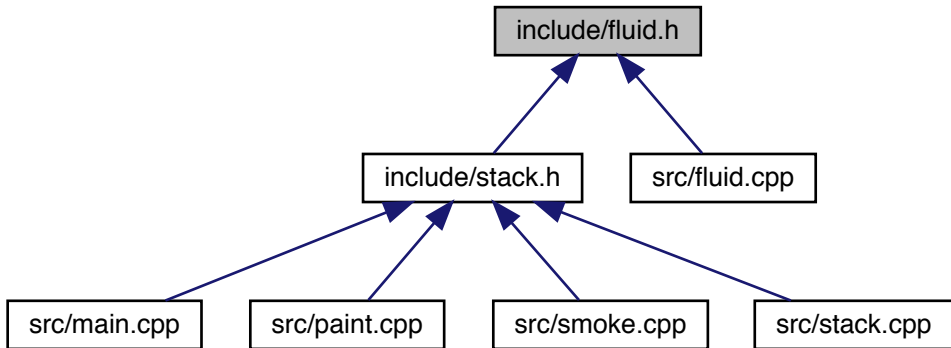 include/fluid.h
include/stack.h
src/fluid.cpp
src/main.cpp
src/paint.cpp
src/smoke.cpp
src/stack.cpp